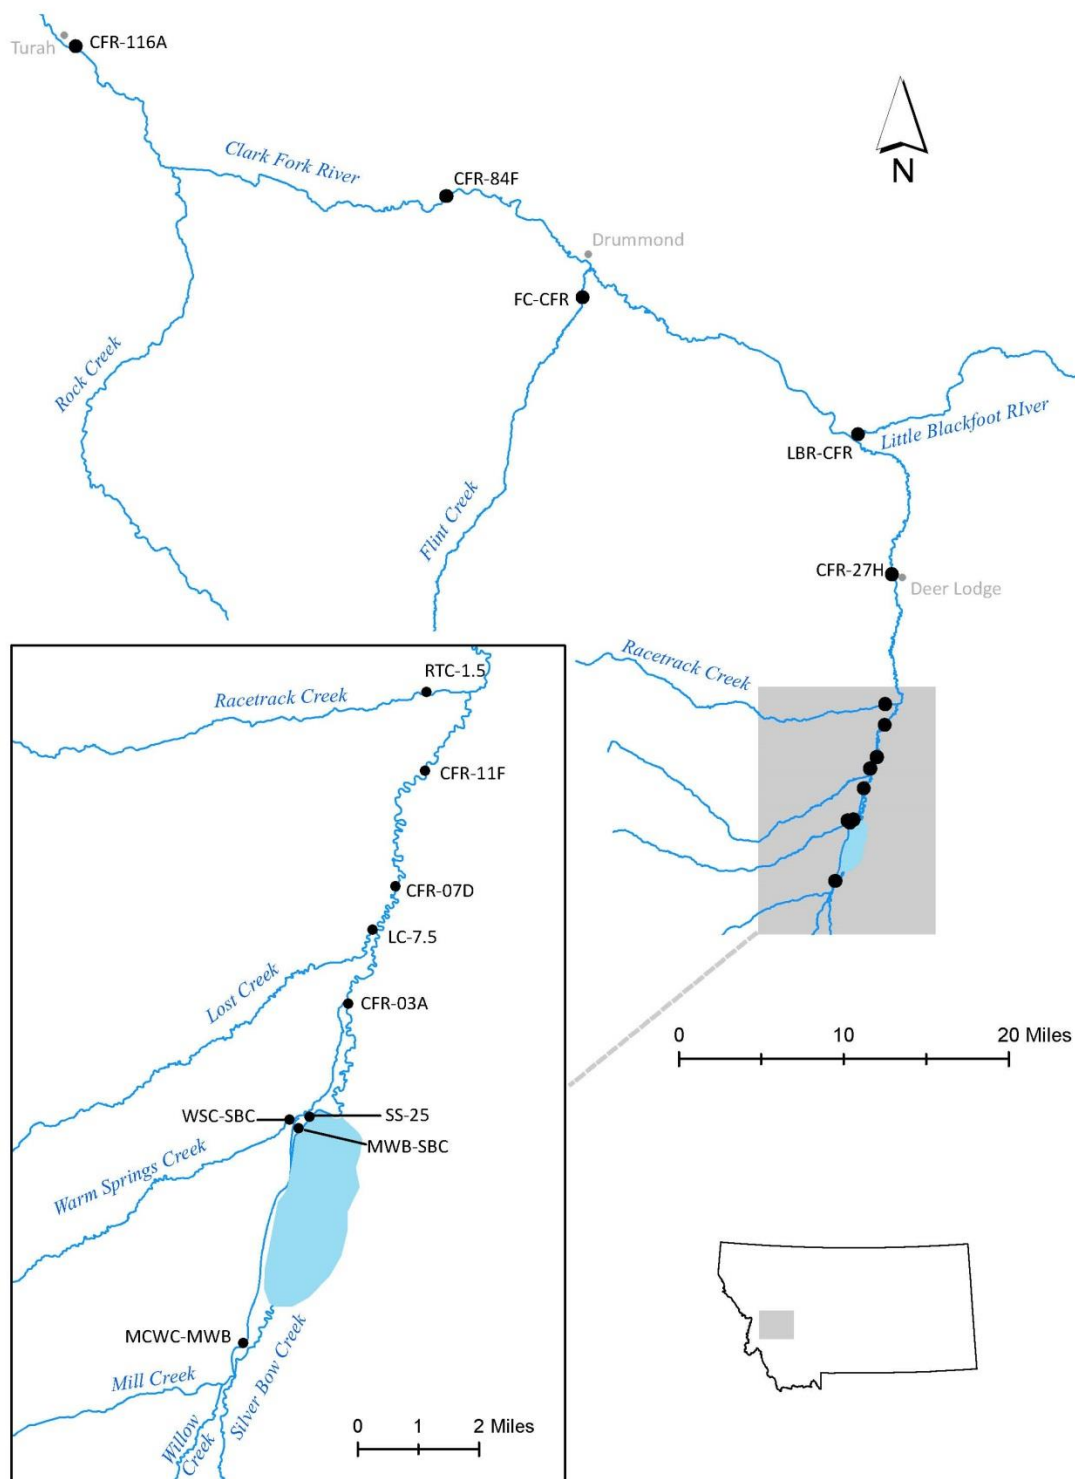 CFR-116A
Turah
N
Clark Fork River
CFR-84F
Drummond
FC-CFR
Rock Creek
Little Blackfoot RIver
LBR-CFR
Flint Creek
CFR-27H
Deer Lodge
Racetrack Creek
RTC-1.5
Racetrack Creek
CFR-11F
CFR-07D
LC-7.5
Lost Creek
CFR-03A
0 10 20 Miles
WSC-SBC
SS-25
MWB-SBC
Warm Springs Creek
MCWC-MWB
Mill Creek
Silver Bow Creek
Willow
Creek
0 1 2 Miles